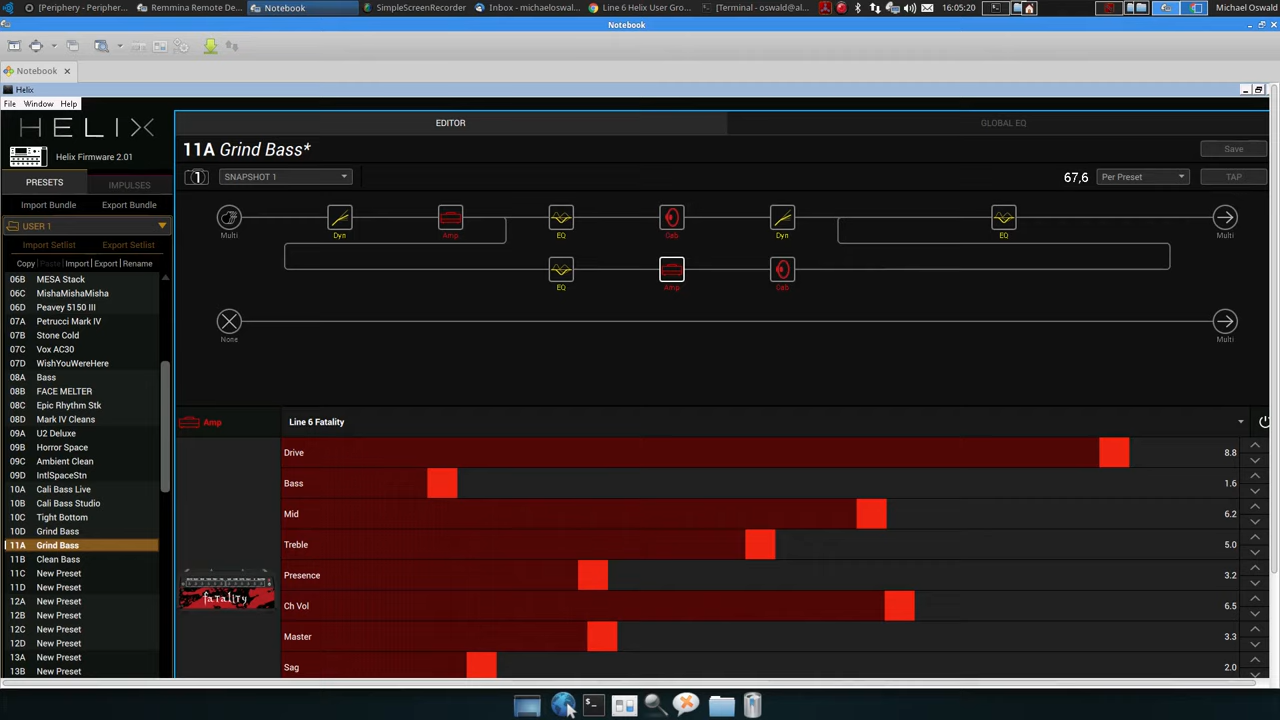 [Periphery - Peripher... Remmina Remote De... Notebook SimpleScreenRecorder Inbox - michaeloswal... Line 6 Helix User Gro... [Terminal - oswald@al... 16:05:20 Michael Oswald
Notebook
Notebook
Helix
File Window Help
HELIX
Helix Firmware 2.01
PRESETS IMPULSES
Import Bundle Export Bundle
USER 1
Import Setlist Export Setlist
Copy Paste Import Export Rename
06B MESA Stack
06C MishaMishaMisha
06D Peavey 5150 III
07A Petrucci Mark IV
07B Stone Cold
07C Vox AC30
07D WishYouWereHere
08A Bass
08B FACE MELTER
08C Epic Rhythm Stk
08D Mark IV Cleans
09A U2 Deluxe
09B Horror Space
09C Ambient Clean
09D IntlSpaceStn
10A Cali Bass Live
10B Cali Bass Studio
10C Tight Bottom
10D Grind Bass
11A Grind Bass
11B Clean Bass
11C New Preset
11D New Preset
12A New Preset
12B New Preset
12C New Preset
12D New Preset
13A New Preset
13B New Preset
EDITOR GLOBAL EQ
11A Grind Bass* Save
1 SNAPSHOT 1 67,6 Per Preset TAP
Multi Dyn Amp EQ Cab Dyn EQ Multi
EQ Amp Cab
None Multi
Amp Line 6 Fatality
Drive 8.8
Bass 1.6
Mid 6.2
Treble 5.0
Presence 3.2
fatality
Ch Vol 6.5
Master 3.3
Sag 2.0